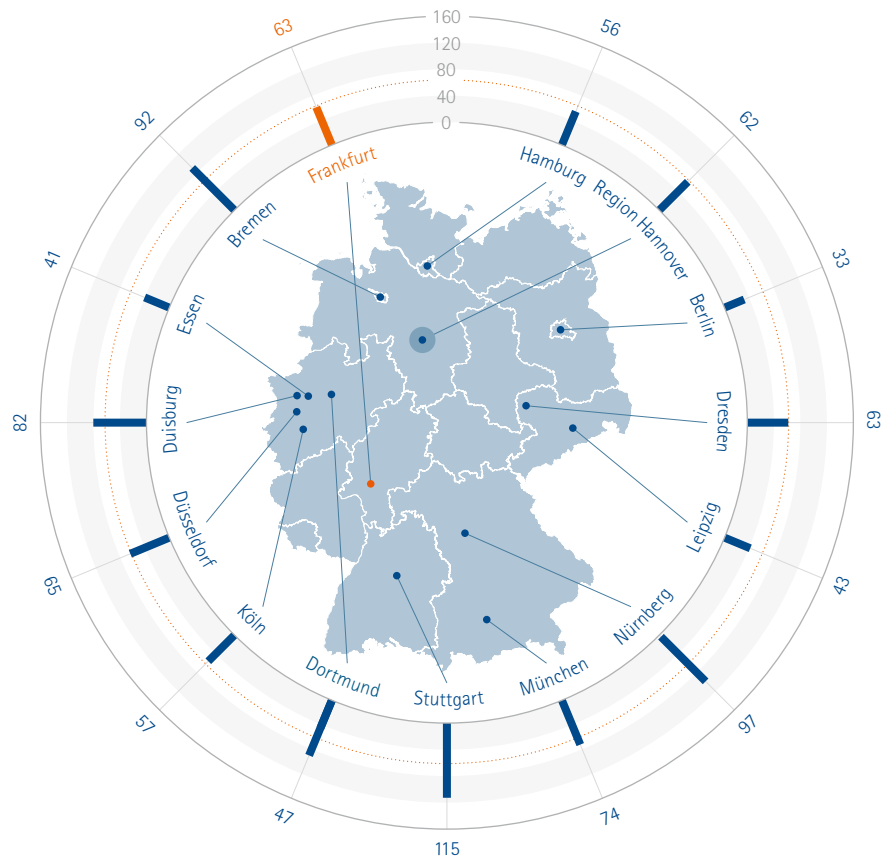 160
120
80
40
0
63
56
92
62
41
33
82
63
65
43
57
97
47
74
115
Frankfurt
Hamburg
Region Hannover
Bremen
Berlin
Essen
Dresden
Duisburg
Leipzig
Düsseldorf
Nürnberg
Köln
München
Dortmund
Stuttgart